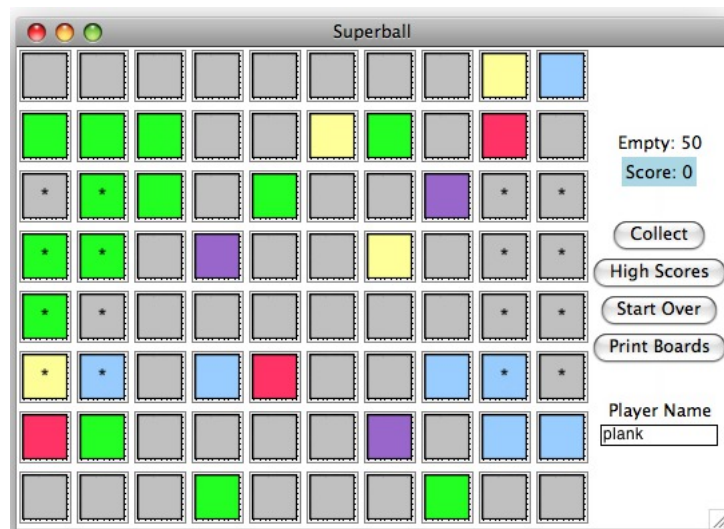 Superball
Empty: 50
Score: 0
* * * *
* * * *
* * * *
* * * *
Collect
High Scores
Start Over
Print Boards
Player Name
plank